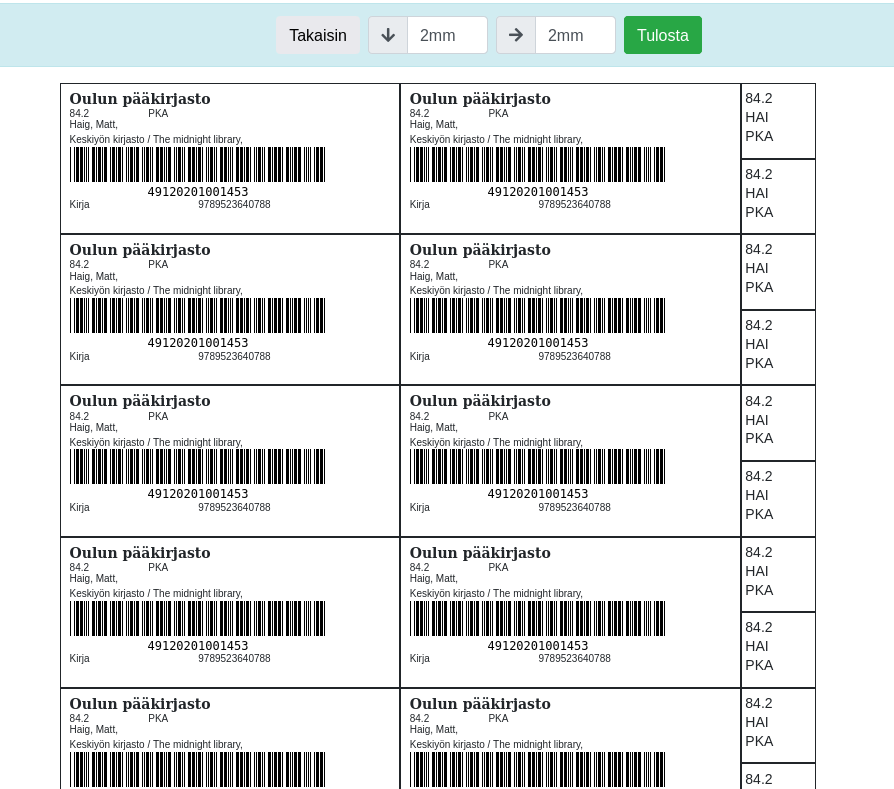 Takaisin 2mm 2mm Tulosta
Oulun pääkirjasto
84.2 PKA
Haig, Matt,
Keskiyön kirjasto / The midnight library,
49120201001453
Kirja 9789523640788
Oulun pääkirjasto
84.2 PKA
Haig, Matt,
Keskiyön kirjasto / The midnight library,
49120201001453
Kirja 9789523640788
84.2
HAI
PKA
84.2
HAI
PKA
Oulun pääkirjasto
84.2 PKA
Haig, Matt,
Keskiyön kirjasto / The midnight library,
49120201001453
Kirja 9789523640788
Oulun pääkirjasto
84.2 PKA
Haig, Matt,
Keskiyön kirjasto / The midnight library,
49120201001453
Kirja 9789523640788
84.2
HAI
PKA
84.2
HAI
PKA
Oulun pääkirjasto
84.2 PKA
Haig, Matt,
Keskiyön kirjasto / The midnight library,
49120201001453
Kirja 9789523640788
Oulun pääkirjasto
84.2 PKA
Haig, Matt,
Keskiyön kirjasto / The midnight library,
49120201001453
Kirja 9789523640788
84.2
HAI
PKA
84.2
HAI
PKA
Oulun pääkirjasto
84.2 PKA
Haig, Matt,
Keskiyön kirjasto / The midnight library,
49120201001453
Kirja 9789523640788
Oulun pääkirjasto
84.2 PKA
Haig, Matt,
Keskiyön kirjasto / The midnight library,
49120201001453
Kirja 9789523640788
84.2
HAI
PKA
84.2
HAI
PKA
Oulun pääkirjasto
84.2 PKA
Haig, Matt,
Keskiyön kirjasto / The midnight library,
Oulun pääkirjasto
84.2 PKA
Haig, Matt,
Keskiyön kirjasto / The midnight library,
84.2
HAI
PKA
84.2